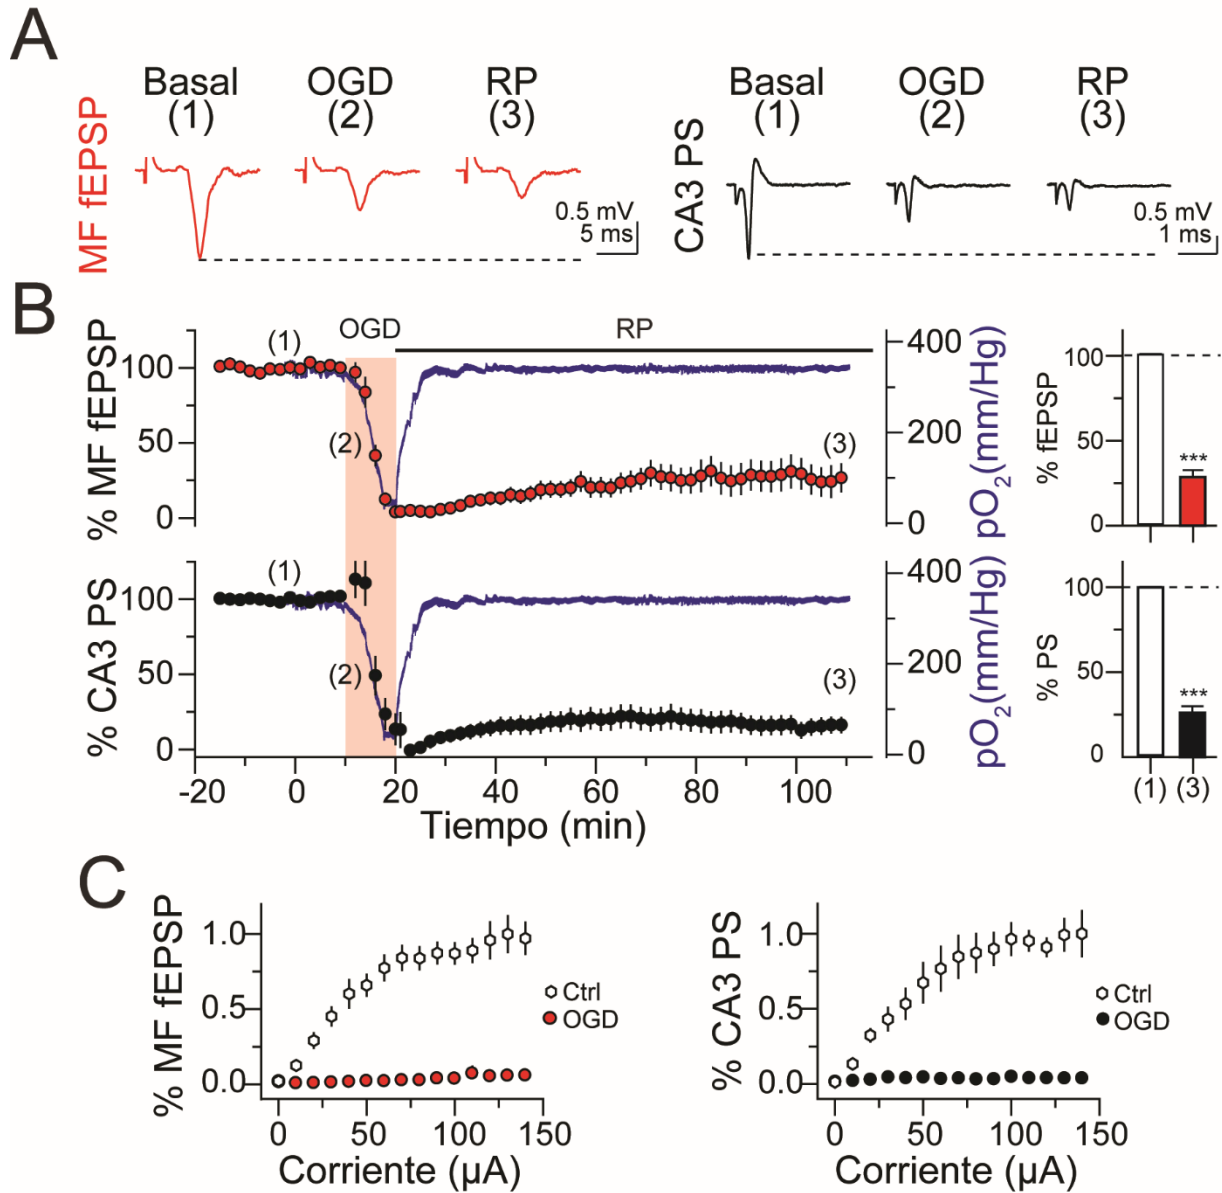 A
Basal OGD RP Basal OGD RP
(1) (2) (3) (1) (2) (3)
MF fEPSP
CA3 PS
0.5 mV
5 ms
0.5 mV
1 ms
B
OGD RP
(1)
(2)
(3)
100
50
0
% MF fEPSP
400
200
0
pO2(mm/Hg)
100
50
0
% fEPSP
***
(1)
(2)
(3)
100
50
0
% CA3 PS
400
200
0
pO2(mm/Hg)
100
50
0
% PS
***
(1) (3)
-20 0 20 40 60 80 100
Tiempo (min)
C
% MF fEPSP
1.0
0.5
0.0
Ctrl
OGD
0 50 100 150
Corriente (µA)
% CA3 PS
1.0
0.5
0.0
Ctrl
OGD
0 50 100 150
Corriente (µA)